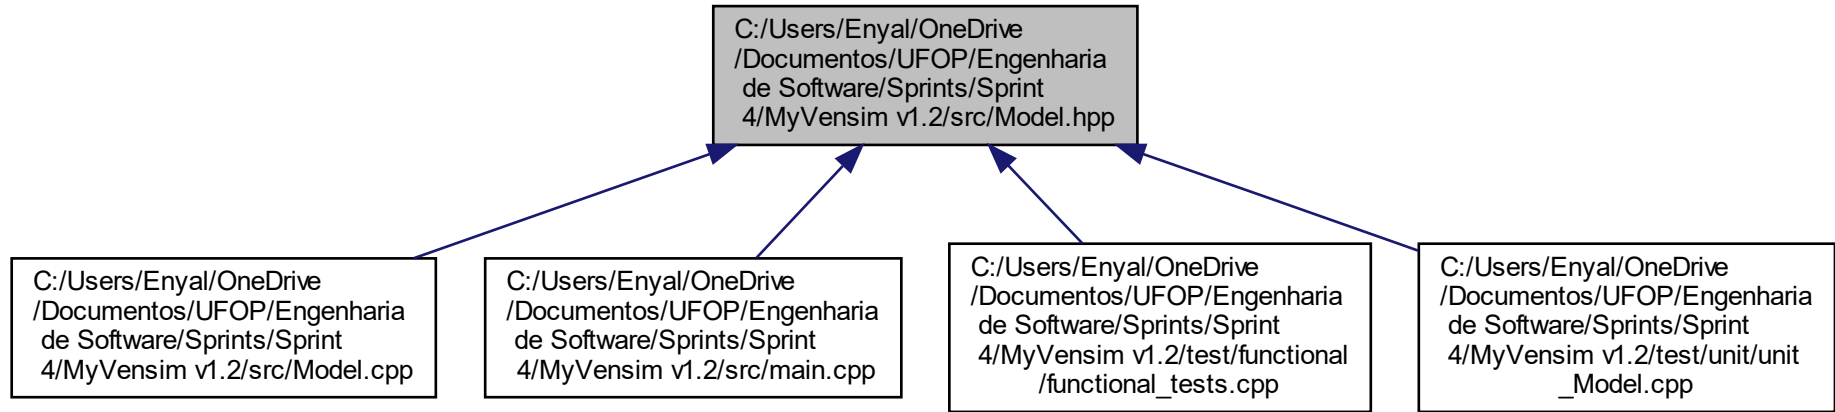 C:/Users/Enyal/OneDrive
/Documentos/UFOP/Engenharia
de Software/Sprints/Sprint
4/MyVensim v1.2/src/Model.hpp
C:/Users/Enyal/OneDrive
/Documentos/UFOP/Engenharia
de Software/Sprints/Sprint
4/MyVensim v1.2/src/Model.cpp
C:/Users/Enyal/OneDrive
/Documentos/UFOP/Engenharia
de Software/Sprints/Sprint
4/MyVensim v1.2/src/main.cpp
C:/Users/Enyal/OneDrive
/Documentos/UFOP/Engenharia
de Software/Sprints/Sprint
4/MyVensim v1.2/test/functional
/functional_tests.cpp
C:/Users/Enyal/OneDrive
/Documentos/UFOP/Engenharia
de Software/Sprints/Sprint
4/MyVensim v1.2/test/unit/unit
_Model.cpp